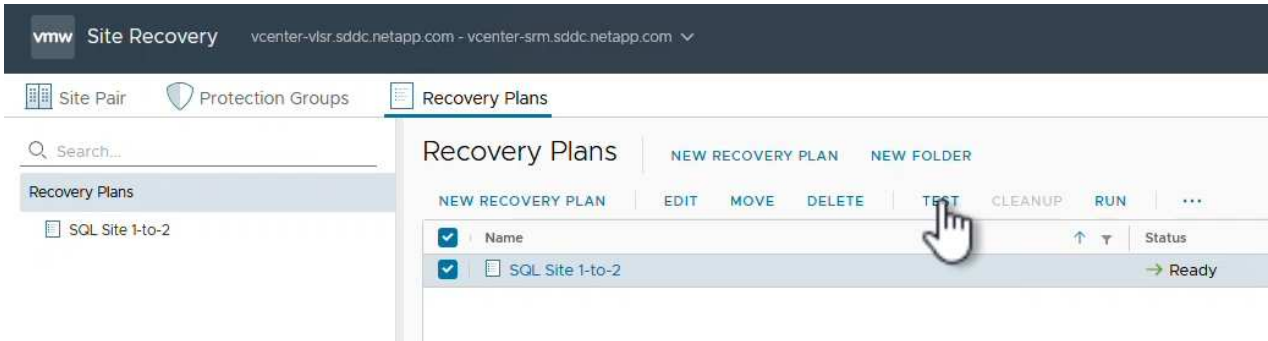 vmw Site Recovery vcenter-vlsr.sddc.netapp.com - vcenter-srm.sddc.netapp.com
Site Pair Protection Groups Recovery Plans
Search...
Recovery Plans
SQL Site 1-to-2
Recovery Plans NEW RECOVERY PLAN NEW FOLDER
NEW RECOVERY PLAN EDIT MOVE DELETE TEST CLEANUP RUN ...
Name Status
SQL Site 1-to-2 Ready